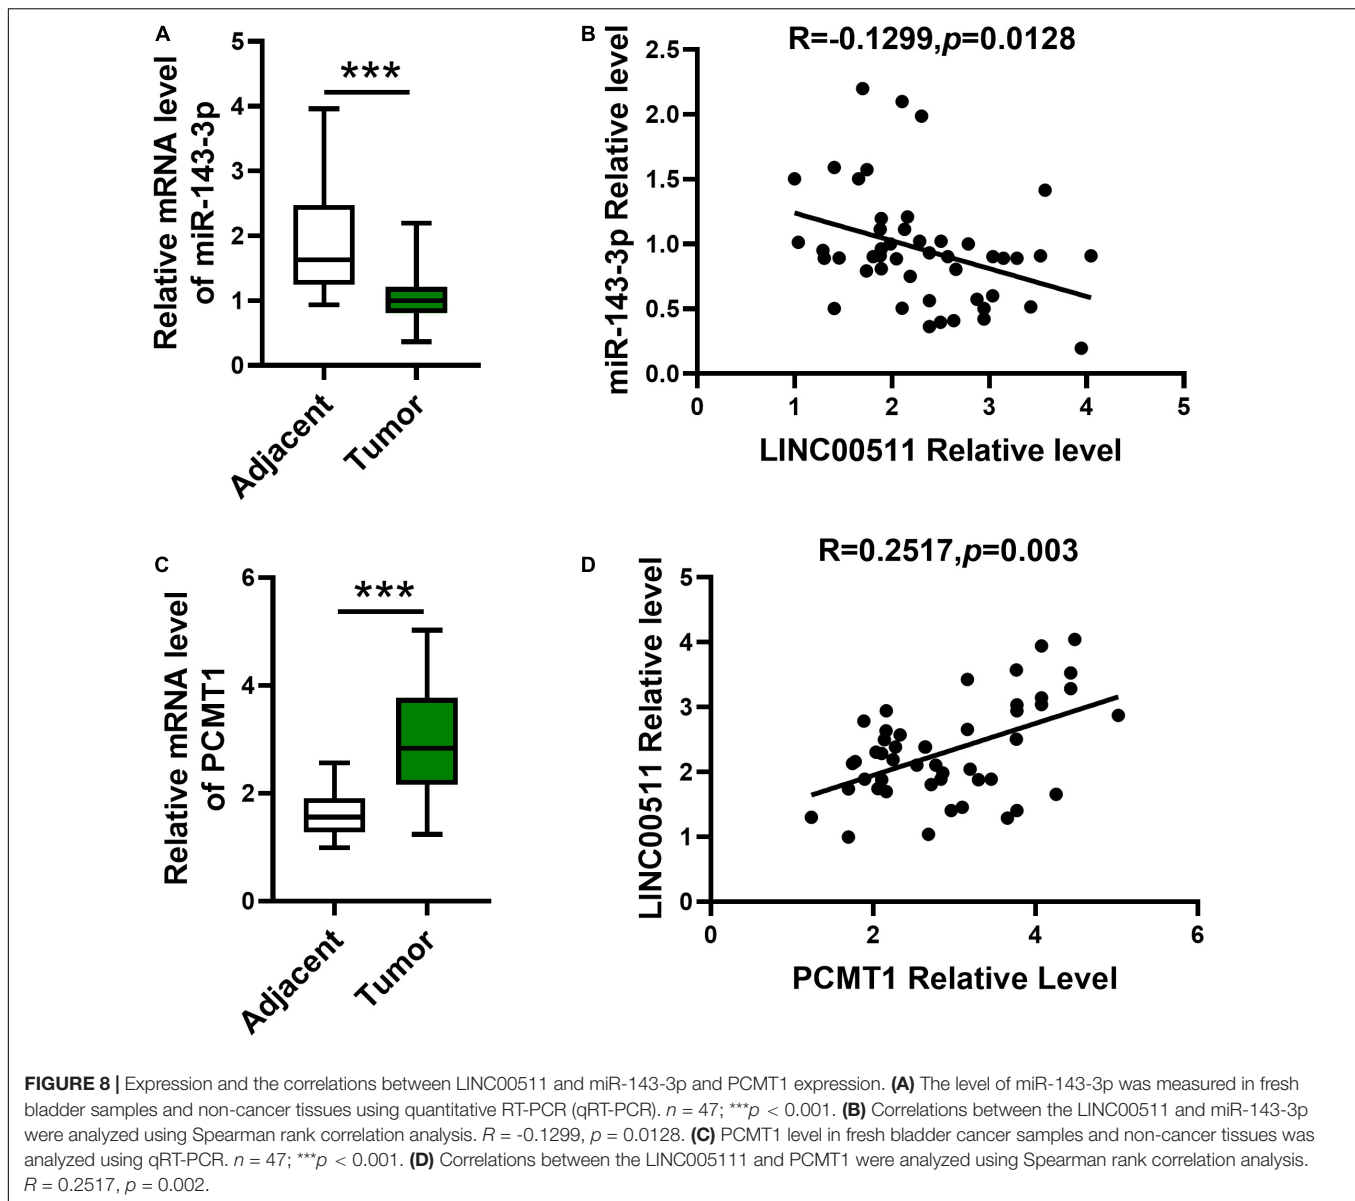 A
Relative mRNA level
of miR-143-3p
5
4
3
2
1
0
***
Adjacent
Tumor
B
R=-0.1299,p=0.0128
miR-143-3p Relative level
2.5
2.0
1.5
1.0
0.5
0.0
0 1 2 3 4 5
LINC00511 Relative level
C
Relative mRNA level
of PCMT1
6
4
2
0
***
Adjacent
Tumor
D
R=0.2517,p=0.003
LINC00511 Relative level
5
4
3
2
1
0
0 2 4 6
PCMT1 Relative Level
FIGURE 8 | Expression and the correlations between LINC00511 and miR-143-3p and PCMT1 expression. (A) The level of miR-143-3p was measured in fresh
bladder samples and non-cancer tissues using quantitative RT-PCR (qRT-PCR). n = 47; ***p < 0.001. (B) Correlations between the LINC00511 and miR-143-3p
were analyzed using Spearman rank correlation analysis. R = -0.1299, p = 0.0128. (C) PCMT1 level in fresh bladder cancer samples and non-cancer tissues was
analyzed using qRT-PCR. n = 47; ***p < 0.001. (D) Correlations between the LINC005111 and PCMT1 were analyzed using Spearman rank correlation analysis.
R = 0.2517, p = 0.002.